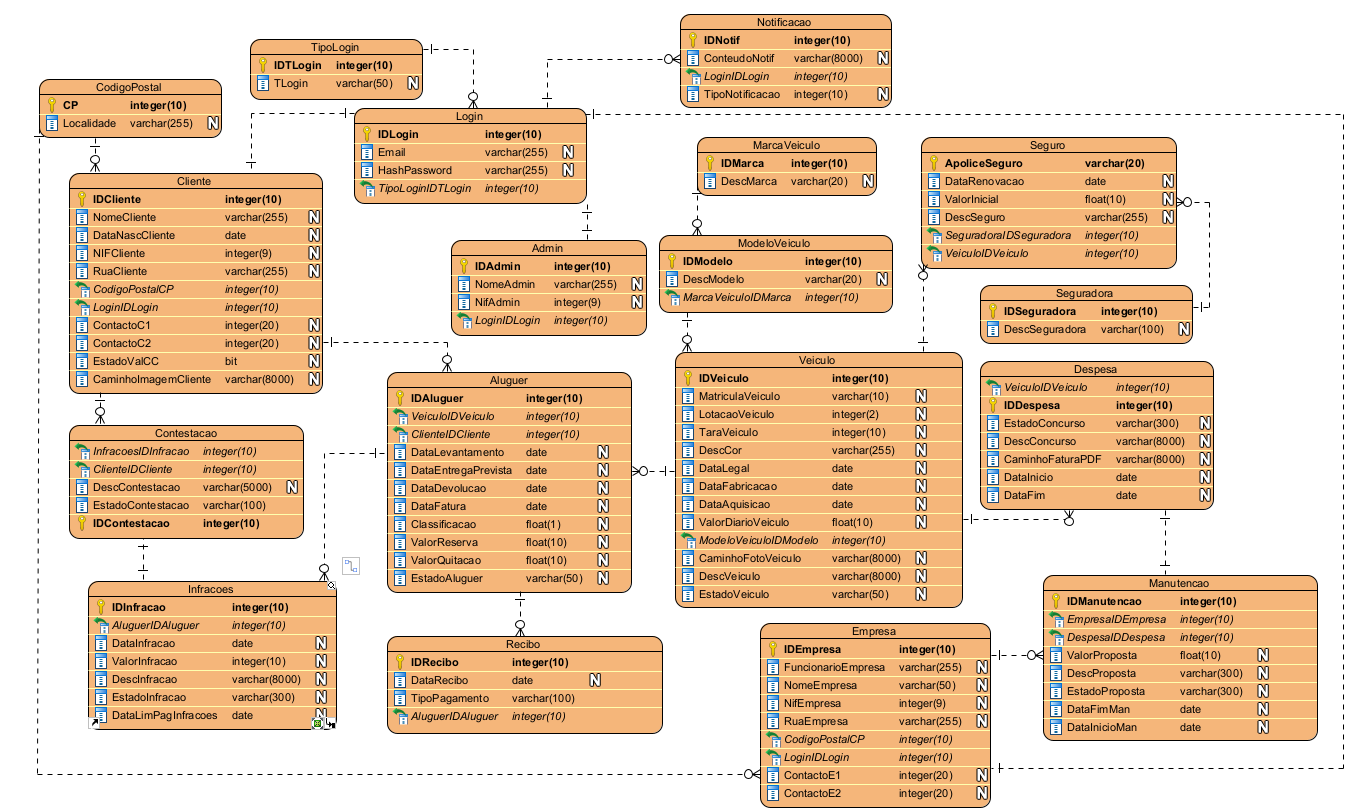 Notificacao
IDNotif integer(10)
ConteudoNotif varchar(8000) N
LoginIDLogin integer(10)
TipoNotificacao integer(10) N
TipoLogin
IDTLogin integer(10)
TLogin varchar(50) N
CodigoPostal
CP integer(10)
Localidade varchar(255) N
Login
IDLogin integer(10)
Email varchar(255) N
HashPassword varchar(255) N
TipoLoginIDTLogin integer(10)
MarcaVeiculo
IDMarca integer(10)
DescMarca varchar(20) N
Seguro
ApoliceSeguro varchar(20)
DataRenovacao date N
ValorInicial float(10) N
DescSeguro varchar(255) N
SeguradoraIDSeguradora integer(10)
VeiculoIDVeiculo integer(10)
Cliente
IDCliente integer(10)
NomeCliente varchar(255) N
DataNascCliente date N
NIFCliente integer(9) N
RuaCliente varchar(255) N
CodigoPostalCP integer(10)
LoginIDLogin integer(10)
ContactoC1 integer(20) N
ContactoC2 integer(20) N
EstadoValCC bit N
CaminhoImagemCliente varchar(8000) N
Admin
IDAdmin integer(10)
NomeAdmin varchar(255) N
NifAdmin integer(9) N
LoginIDLogin integer(10)
ModeloVeiculo
IDModelo integer(10)
DescModelo varchar(20) N
MarcaVeiculoIDMarca integer(10)
Seguradora
IDSeguradora integer(10)
DescSeguradora varchar(100) N
Veiculo
IDVeiculo integer(10)
MatriculaVeiculo varchar(10) N
LotacaoVeiculo integer(2) N
TaraVeiculo integer(10) N
DescCor varchar(255) N
DataLegal date N
DataFabricacao date N
DataAquisicao date N
ValorDiarioVeiculo float(10) N
ModeloVeiculoIDModelo integer(10)
CaminhoFotoVeiculo varchar(8000) N
DescVeiculo varchar(8000) N
EstadoVeiculo varchar(50) N
Despesa
VeiculoIDVeiculo integer(10)
IDDespesa integer(10)
EstadoConcurso varchar(300) N
DescConcurso varchar(8000) N
CaminhoFaturaPDF varchar(8000) N
DataInicio date N
DataFim date N
Aluguer
IDAluguer integer(10)
VeiculoIDVeiculo integer(10)
ClienteIDCliente integer(10)
DataLevantamento date N
DataEntregaPrevista date N
DataDevolucao date N
DataFatura date N
Classificacao float(1) N
ValorReserva float(10) N
ValorQuitacao float(10) N
EstadoAluguer varchar(50) N
Contestacao
InfracoesIDInfracao integer(10)
ClienteIDCliente integer(10)
DescContestacao varchar(5000) N
EstadoContestacao varchar(100)
IDContestacao integer(10)
Infracoes
IDInfracao integer(10)
AluguerIDAluguer integer(10)
DataInfracao date N
ValorInfracao integer(10) N
DescInfracao varchar(8000) N
EstadoInfracao varchar(300) N
DataLimPagInfracoes date N
Recibo
IDRecibo integer(10)
DataRecibo date N
TipoPagamento varchar(100)
AluguerIDAluguer integer(10)
Empresa
IDEmpresa integer(10)
FuncionarioEmpresa varchar(255) N
NomeEmpresa varchar(50) N
NifEmpresa integer(9) N
RuaEmpresa varchar(255) N
CodigoPostalCP integer(10)
LoginIDLogin integer(10)
ContactoE1 integer(20) N
ContactoE2 integer(20) N
Manutencao
IDManutencao integer(10)
EmpresaIDEmpresa integer(10)
DespesaIDDespesa integer(10)
ValorProposta float(10) N
DescProposta varchar(300) N
EstadoProposta varchar(300) N
DataFimMan date N
DataInicioMan date N